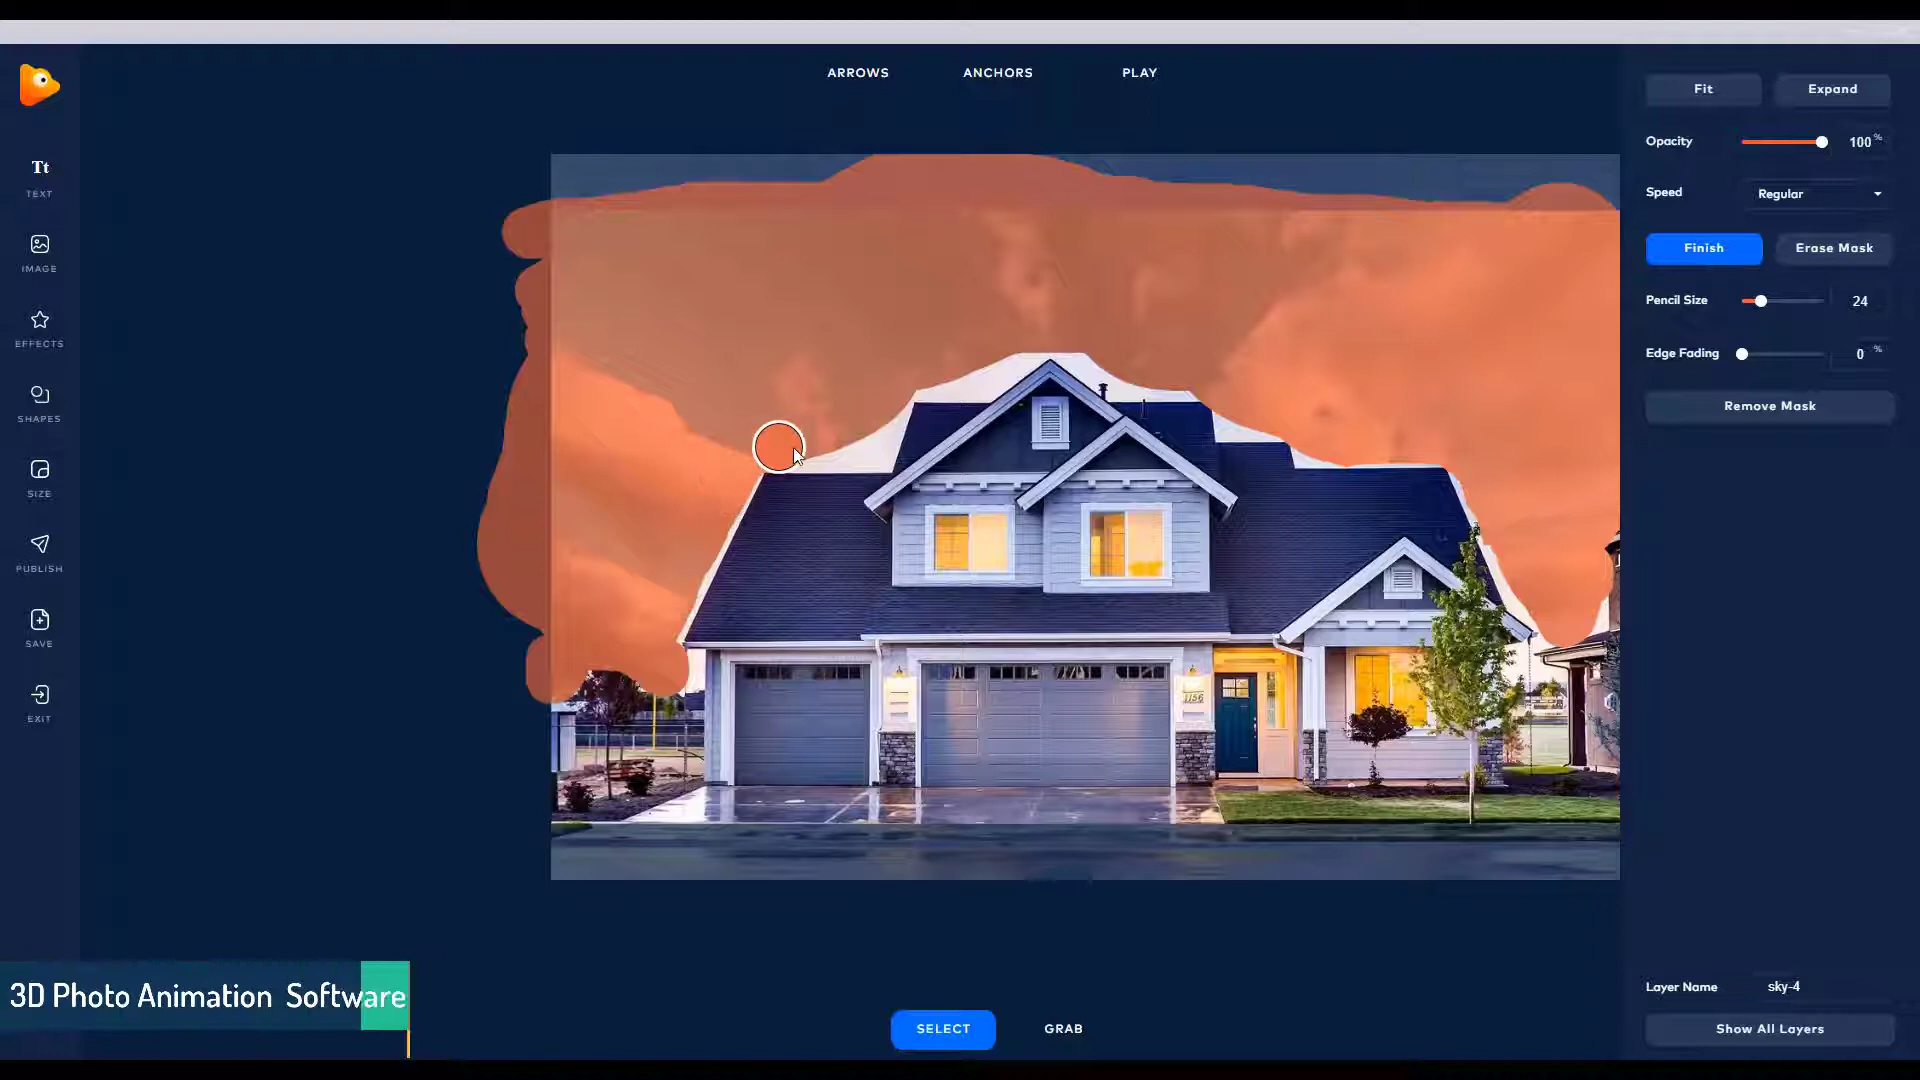 ARROWS
ANCHORS
PLAY
Tt
TEXT
IMAGE
EFFECTS
SHAPES
SIZE
PUBLISH
SAVE
EXIT
Fit
Expand
Opacity
100 %
Speed
Regular
Finish
Erase Mask
Pencil Size
24
Edge Fading
0 %
Remove Mask
1156
3D Photo Animation Software
SELECT
GRAB
Layer Name
sky-4
Show All Layers